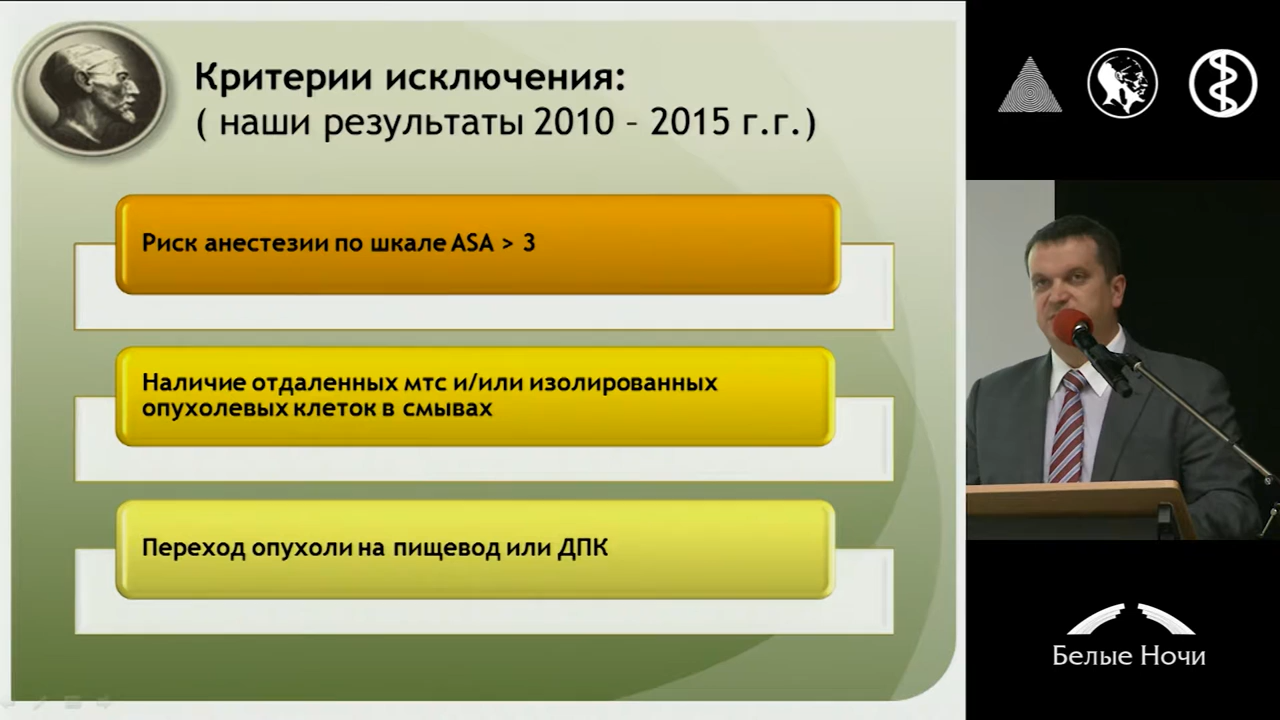 Критерии исключения:
( наши результаты 2010 – 2015 г.г.)
Риск анестезии по шкале ASA > 3
Наличие отдаленных мтс и/или изолированных
опухолевых клеток в смывах
Переход опухоли на пищевод или ДПК
Белые Ночи